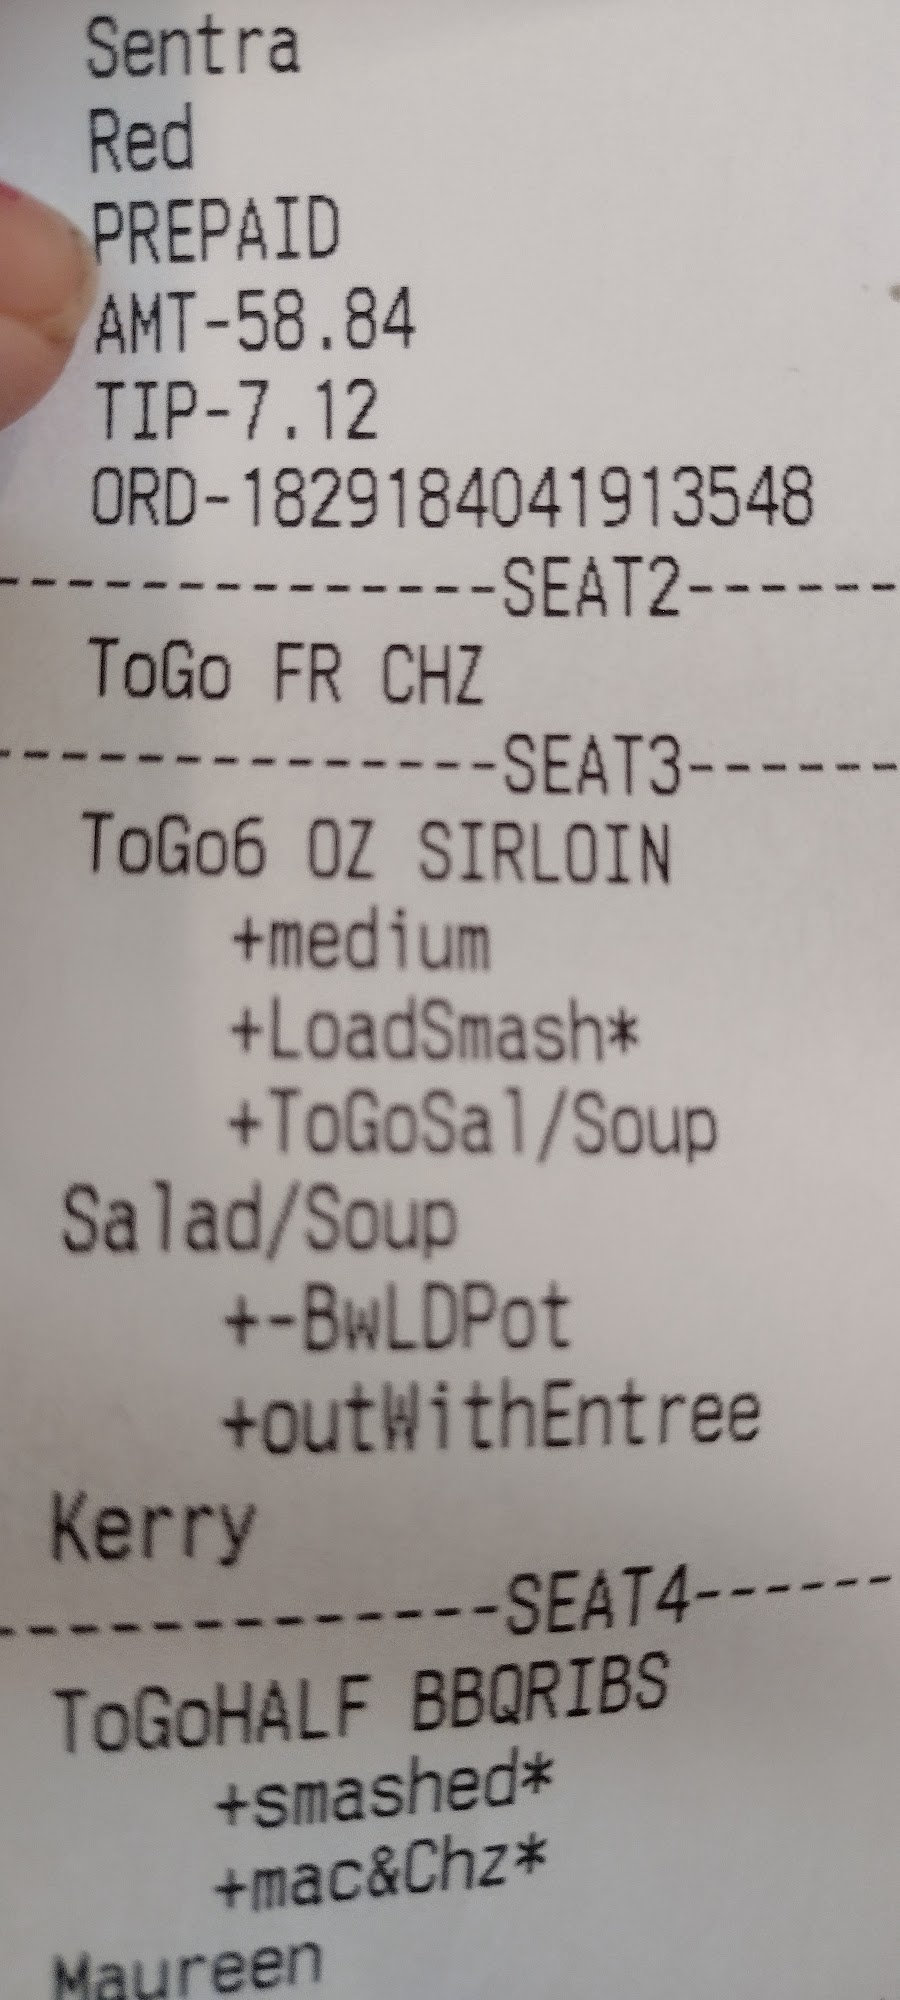 Sentra
Red
PREPAID
AMT-58.84
TIP-7.12
ORD-1829184041913548
--------------SEAT2------
ToGo FR CHZ
--------------SEAT3------
ToGo6 OZ SIRLOIN
+medium
+LoadSmash*
+ToGoSal/Soup
Salad/Soup
+-BwLDPot
+outWithEntree
Kerry
--------------SEAT4------
ToGoHALF BBQRIBS
+smashed*
+mac&Chz*
Maureen